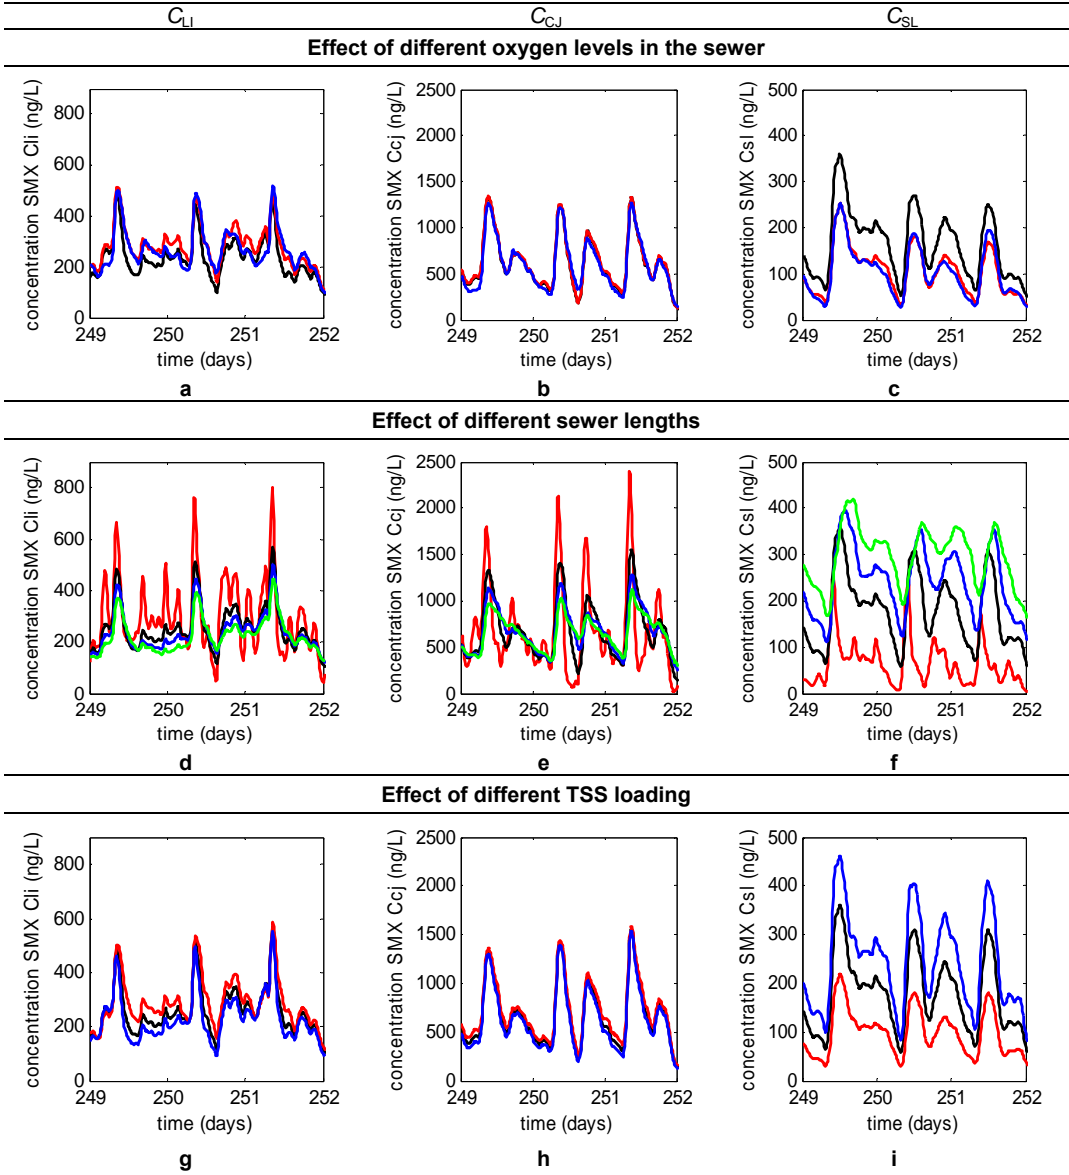 C_LI C_CJ C_SL
Effect of different oxygen levels in the sewer
concentration SMX Cli (ng/L)
800
600
400
200
0
249 250 251 252
time (days)
a
concentration SMX Ccj (ng/L)
2500
2000
1500
1000
500
0
249 250 251 252
time (days)
b
concentration SMX Csl (ng/L)
500
400
300
200
100
0
249 250 251 252
time (days)
c
Effect of different sewer lengths
concentration SMX Cli (ng/L)
800
600
400
200
0
249 250 251 252
time (days)
d
concentration SMX Ccj (ng/L)
2500
2000
1500
1000
500
0
249 250 251 252
time (days)
e
concentration SMX Csl (ng/L)
500
400
300
200
100
0
249 250 251 252
time (days)
f
Effect of different TSS loading
concentration SMX Cli (ng/L)
800
600
400
200
0
249 250 251 252
time (days)
g
concentration SMX Ccj (ng/L)
2500
2000
1500
1000
500
0
249 250 251 252
time (days)
h
concentration SMX Csl (ng/L)
500
400
300
200
100
0
249 250 251 252
time (days)
i